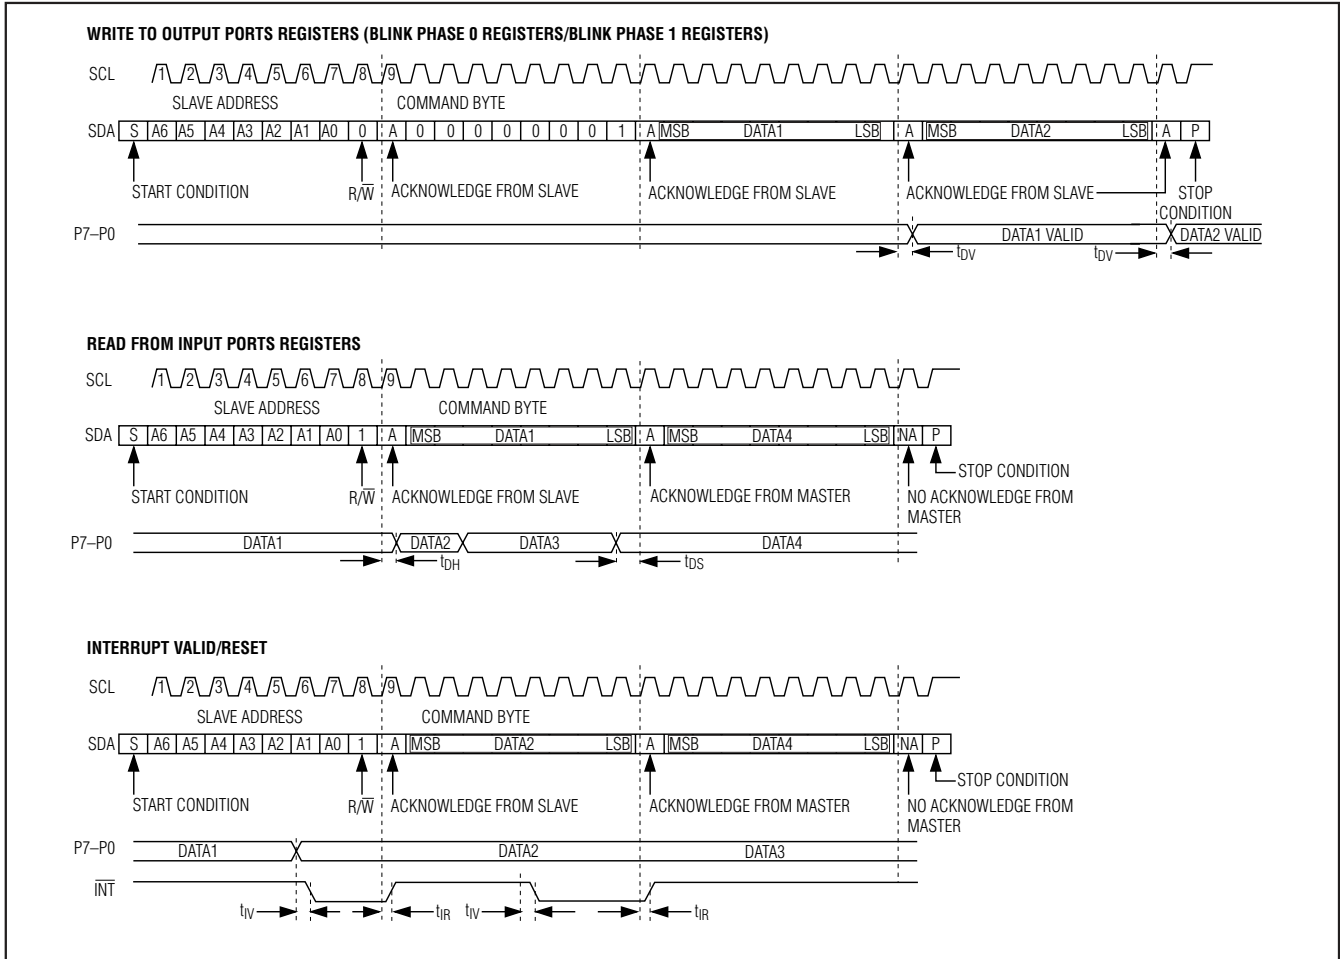 WRITE TO OUTPUT PORTS REGISTERS (BLINK PHASE 0 REGISTERS/BLINK PHASE 1 REGISTERS)
SCL 1 2 3 4 5 6 7 8 9
SLAVE ADDRESS COMMAND BYTE
SDA S A6 A5 A4 A3 A2 A1 A0 0 A 0 0 0 0 0 0 0 1 A MSB DATA1 LSB A MSB DATA2 LSB A P
START CONDITION R/W̅ ACKNOWLEDGE FROM SLAVE ACKNOWLEDGE FROM SLAVE ACKNOWLEDGE FROM SLAVE STOP
CONDITION
P7–P0 DATA1 VALID DATA2 VALID
tDV tDV
READ FROM INPUT PORTS REGISTERS
SCL 1 2 3 4 5 6 7 8 9
SLAVE ADDRESS COMMAND BYTE
SDA S A6 A5 A4 A3 A2 A1 A0 1 A MSB DATA1 LSB A MSB DATA4 LSB NA P
STOP CONDITION
START CONDITION R/W̅ ACKNOWLEDGE FROM SLAVE ACKNOWLEDGE FROM MASTER NO ACKNOWLEDGE FROM
MASTER
P7–P0 DATA1 DATA2 DATA3 DATA4
tDH tDS
INTERRUPT VALID/RESET
SCL 1 2 3 4 5 6 7 8 9
SLAVE ADDRESS COMMAND BYTE
SDA S A6 A5 A4 A3 A2 A1 A0 1 A MSB DATA2 LSB A MSB DATA4 LSB NA P
STOP CONDITION
START CONDITION R/W̅ ACKNOWLEDGE FROM SLAVE ACKNOWLEDGE FROM MASTER NO ACKNOWLEDGE FROM
MASTER
P7–P0 DATA1 DATA2 DATA3
I̅N̅T̅
tIV tIR tIV tIR